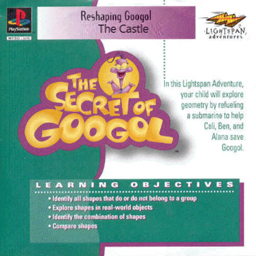 Reshaping Googol
The Castle
PlayStation
LIGHTSPAN
adventures
THE
SECRET OF
GOOGOL
In this Lightspan Adventure,
your child will explore
geometry by refueling
a submarine to help
Cali, Ben, and
Alana save
Googol.
LEARNING OBJECTIVES
• Identify all shapes that do or do not belong to a group
• Explore shapes in real-world objects
• Identify the combination of shapes
• Compare shapes